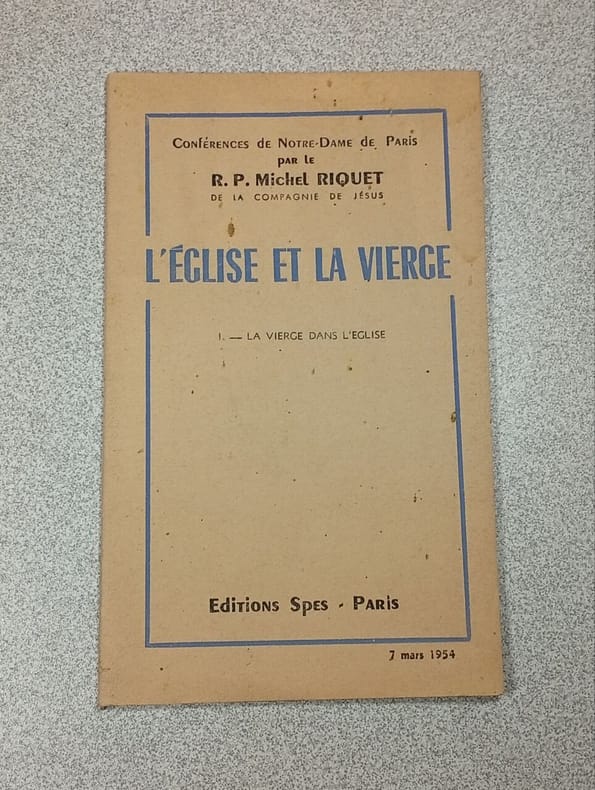 Conférences de Notre-Dame de Paris
par le
R. P. Michel RIQUET
DE LA COMPAGNIE DE JÉSUS
L'ÉGLISE ET LA VIERGE
I. — LA VIERGE DANS L'EGLISE
Editions Spes - Paris
7 mars 1954